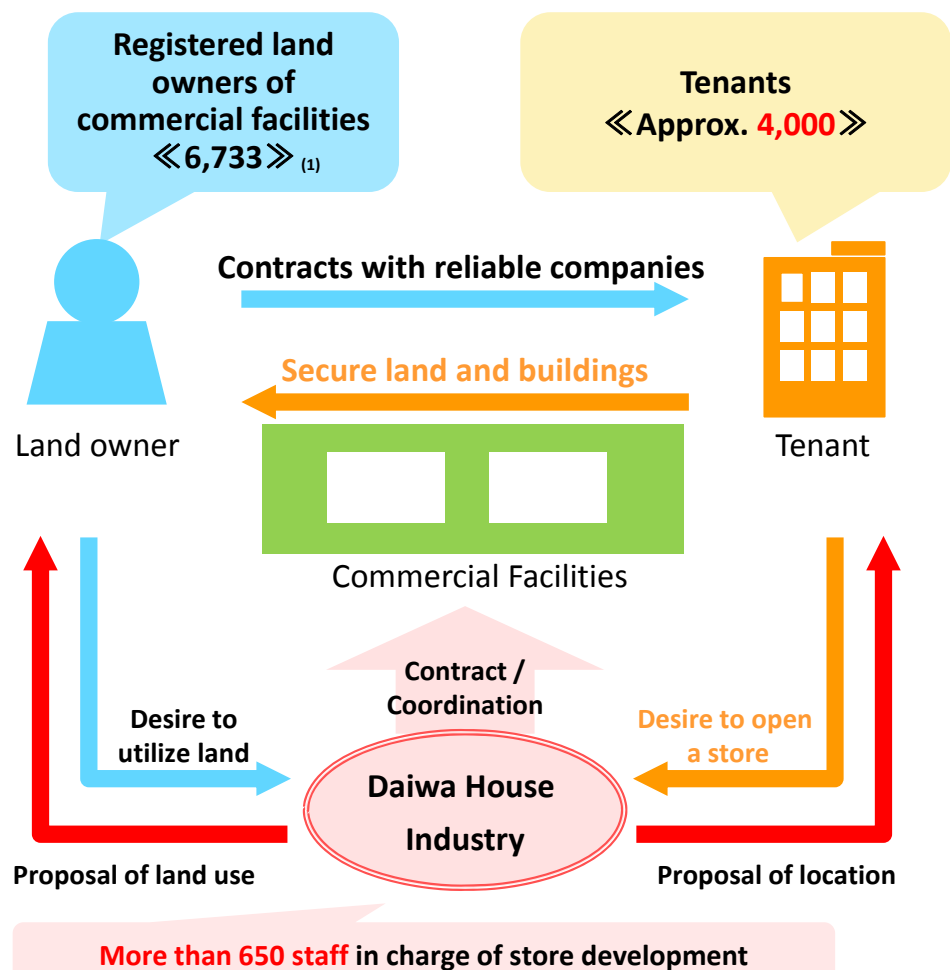 Registered land
owners of
commercial facilities
≪6,733≫ (1)
Tenants
≪Approx. 4,000≫
Contracts with reliable companies
Secure land and buildings
Land owner
Tenant
Commercial Facilities
Contract /
Coordination
Desire to
utilize land
Desire to open
a store
Daiwa House
Industry
Proposal of land use
Proposal of location
More than 650 staff in charge of store development